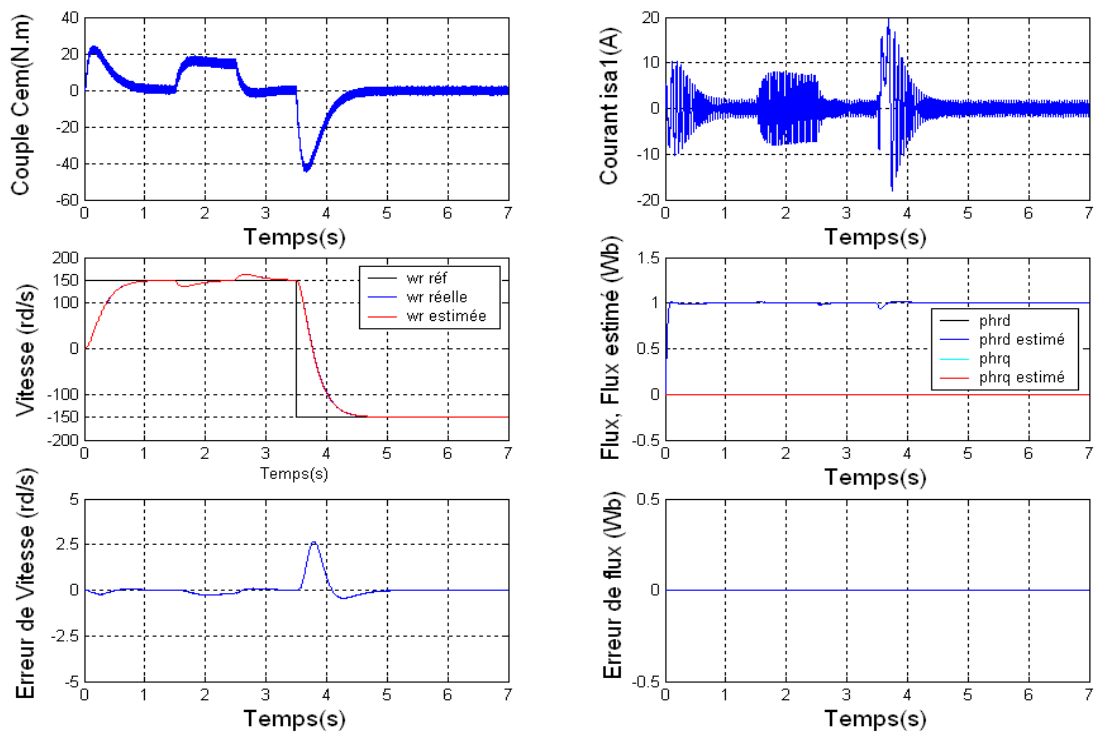 Couple Cem(N.m)
40
20
0
-20
-40
-60
0 1 2 3 4 5 6 7
Temps(s)
Courant isa1(A)
20
10
0
-10
-20
0 1 2 3 4 5 6 7
Temps(s)
Vitesse (rd/s)
200
150
100
0
-100
-150
200
wr réf
wr réelle
wr estimée
0 1 2 3 4 5 6 7
Temps(s)
Flux, Flux estimé (Wb)
1.5
1
0
-0.5
phrd
phrd estimé
phrq
phrq estimé
0 1 2 3 4 5 6 7
Temps(s)
Erreur de Vitesse (rd/s)
5
2.5
0
-2.5
-5
0 1 2 3 4 5 6 7
Temps(s)
Erreur de flux (Wb)
0.5
0
-0.5
0 1 2 3 4 5 6 7
Temps(s)